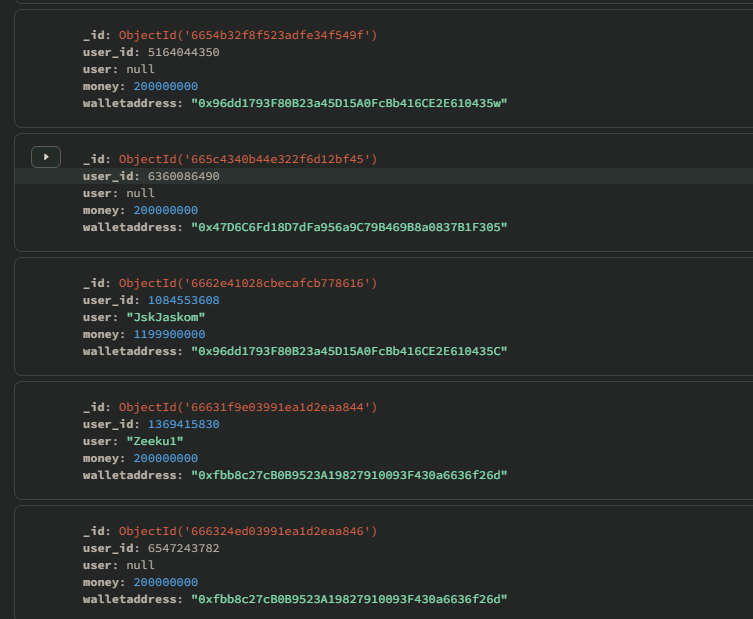 _id: ObjectId('6654b32f8f523adfe34f549f')
user_id: 5164044350
user: null
money: 200000000
walletaddress: "0x96dd1793F80B23a45D15A0FcBb416CE2E610435w"
_id: ObjectId('665c4340b44e322f6d12bf45')
user_id: 6360086490
user: null
money: 200000000
walletaddress: "0x47D6C6Fd18D7dFa956a9C79B469B8a0837B1F305"
_id: ObjectId('6662e41028cbecafcb778616')
user_id: 1084553608
user: "JskJaskom"
money: 1199900000
walletaddress: "0x96dd1793F80B23a45D15A0FcBb416CE2E610435C"
_id: ObjectId('66631f9e03991ea1d2eaa844')
user_id: 1369415830
user: "Zeeku1"
money: 200000000
walletaddress: "0xfbb8c27cB0B9523A19827910093F430a6636f26d"
_id: ObjectId('666324ed03991ea1d2eaa846')
user_id: 6547243782
user: null
money: 200000000
walletaddress: "0xfbb8c27cB0B9523A19827910093F430a6636f26d"